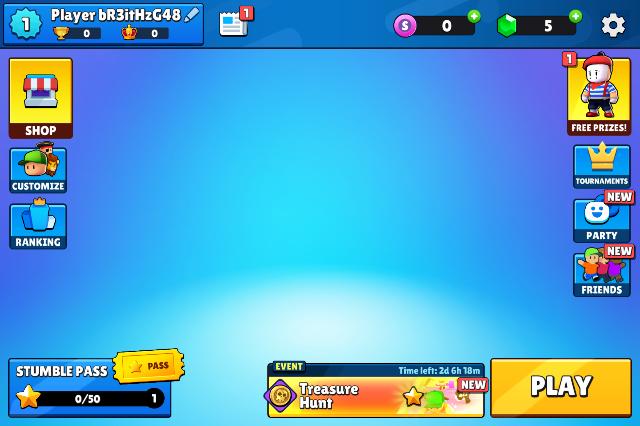 1
Player bR3itHzG48
0
0
1
S
0
5
SHOP
CUSTOMIZE
RANKING
1
FREE PRIZES!
TOURNAMENTS
NEW
PARTY
NEW
FRIENDS
STUMBLE PASS
PASS
0/50
1
EVENT
Time left: 2d 6h 18m
Treasure
Hunt
NEW
PLAY